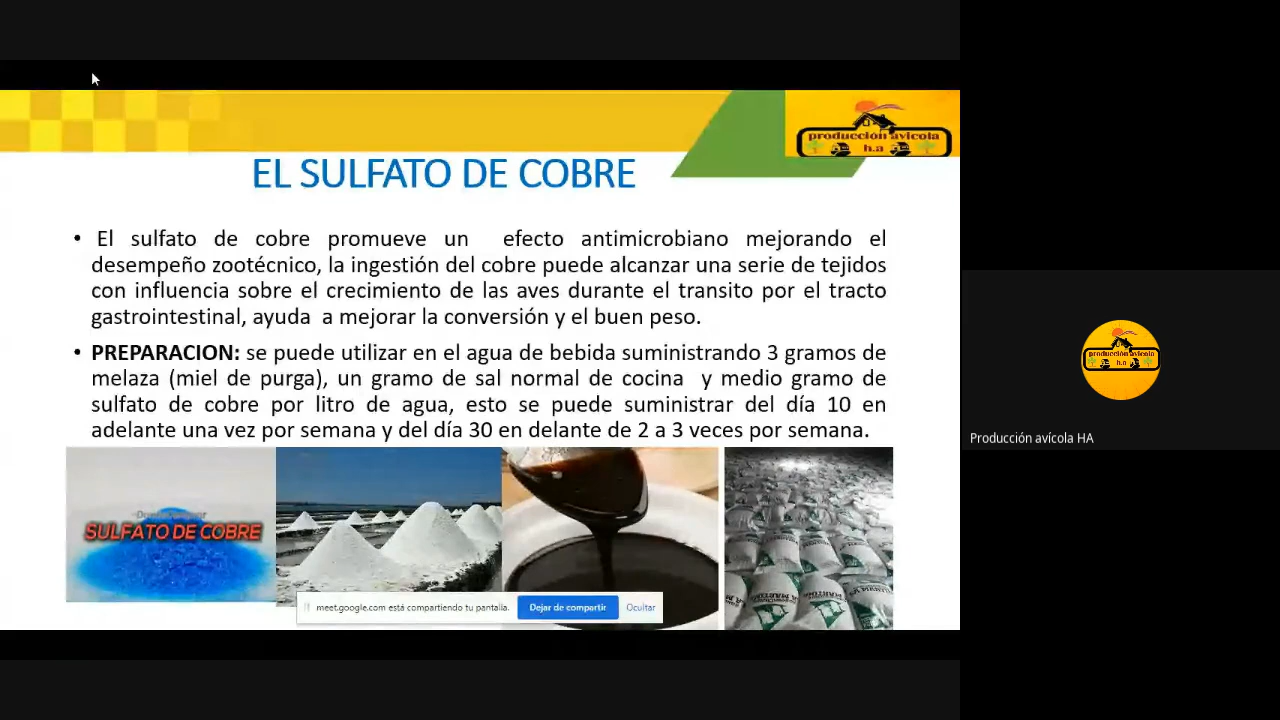 producción avicola
h.a
EL SULFATO DE COBRE
• El sulfato de cobre promueve un efecto antimicrobiano mejorando el
desempeño zootécnico, la ingestión del cobre puede alcanzar una serie de tejidos
con influencia sobre el crecimiento de las aves durante el transito por el tracto
gastrointestinal, ayuda a mejorar la conversión y el buen peso.
• PREPARACION: se puede utilizar en el agua de bebida suministrando 3 gramos de
melaza (miel de purga), un gramo de sal normal de cocina y medio gramo de
sulfato de cobre por litro de agua, esto se puede suministrar del día 10 en
adelante una vez por semana y del día 30 en delante de 2 a 3 veces por semana.
SULFATO DE COBRE
meet.google.com está compartiendo tu pantalla.
Dejar de compartir
Ocultar
producción avicola
h.a
Producción avícola HA